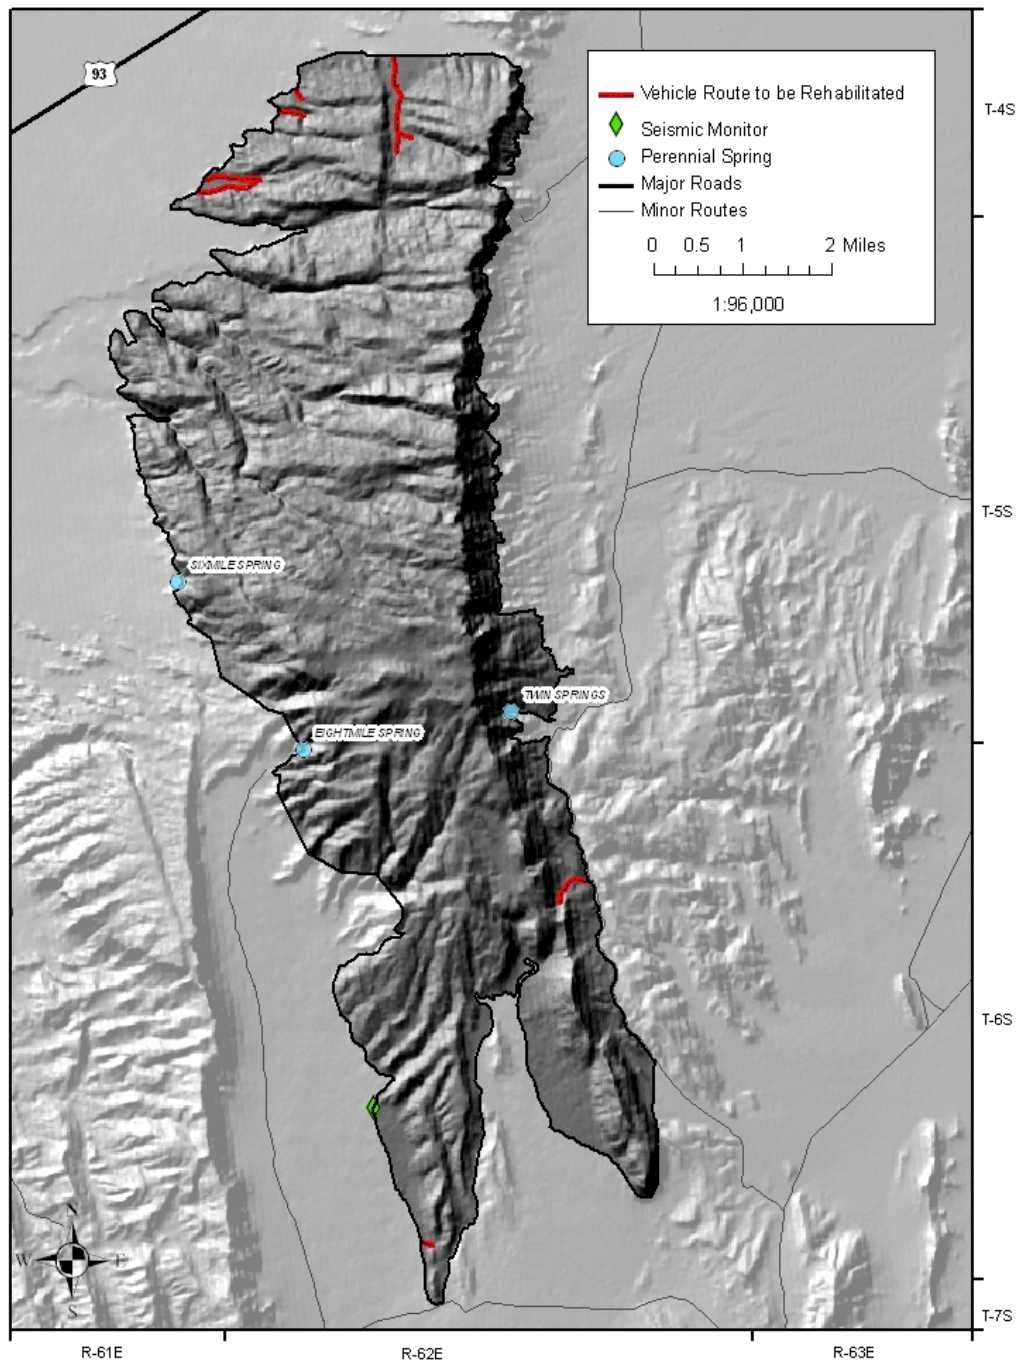 93
Vehicle Route to be Rehabilitated
Seismic Monitor
Perennial Spring
Major Roads
Minor Routes
0 0.5 1 2 Miles
1:96,000
T-4S
T-5S
SIXMILE SPRING
TWIN SPRINGS
EIGHTMILE SPRING
T-6S
N
W E
S
T-7S
R-61E R-62E R-63E